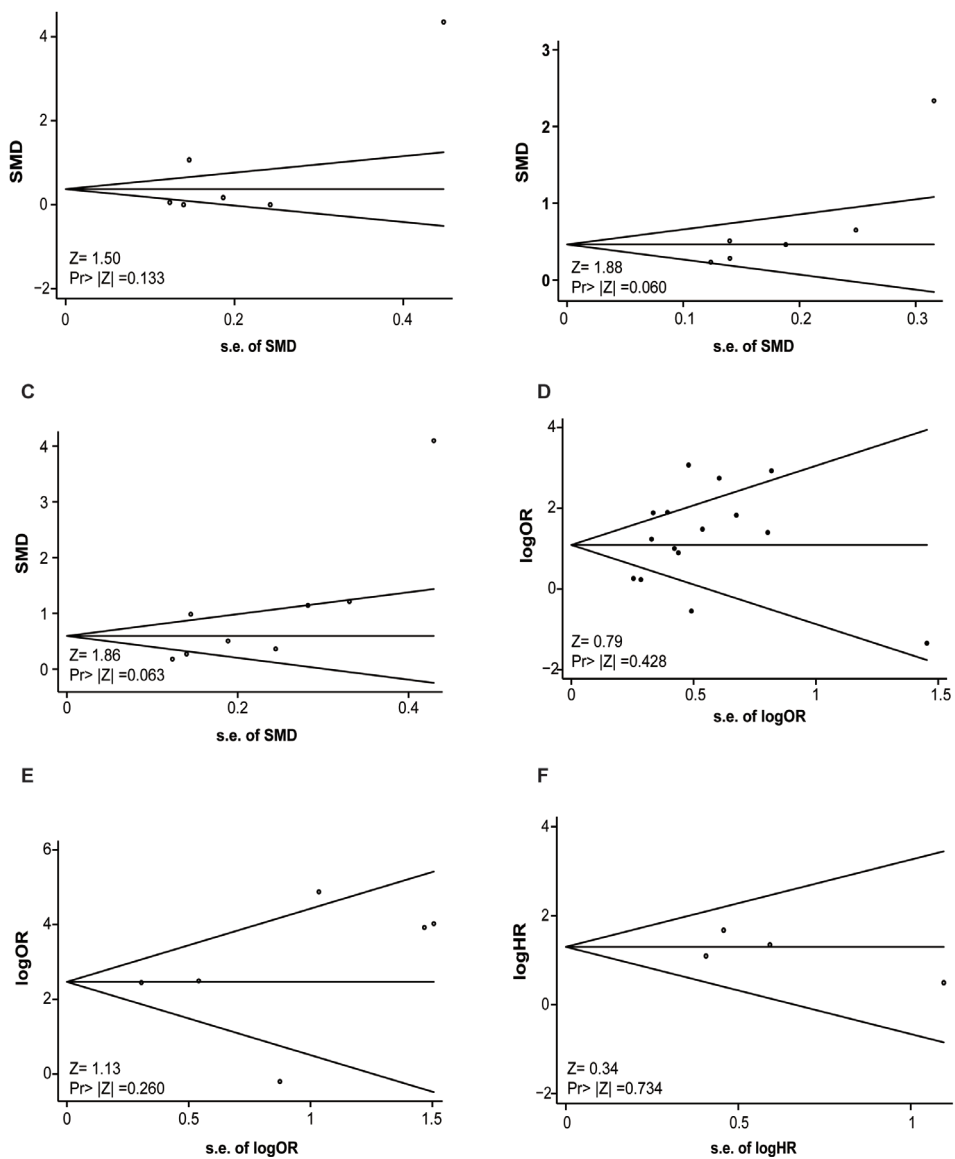 4
2
0
−2
SMD
Z= 1.50
Pr> |Z| =0.133
0
0.2
0.4
s.e. of SMD
3
2
1
0
SMD
Z= 1.88
Pr> |Z| =0.060
0
0.1
0.2
0.3
s.e. of SMD
C
4
3
2
1
0
SMD
Z= 1.86
Pr> |Z| =0.063
0
0.2
0.4
s.e. of SMD
D
4
2
0
−2
logOR
Z= 0.79
Pr> |Z| =0.428
0
0.5
1
1.5
s.e. of logOR
E
6
4
2
0
logOR
Z= 1.13
Pr> |Z| =0.260
0
0.5
1
1.5
s.e. of logOR
F
4
2
0
−2
logHR
Z= 0.34
Pr> |Z| =0.734
0
0.5
1
s.e. of logHR